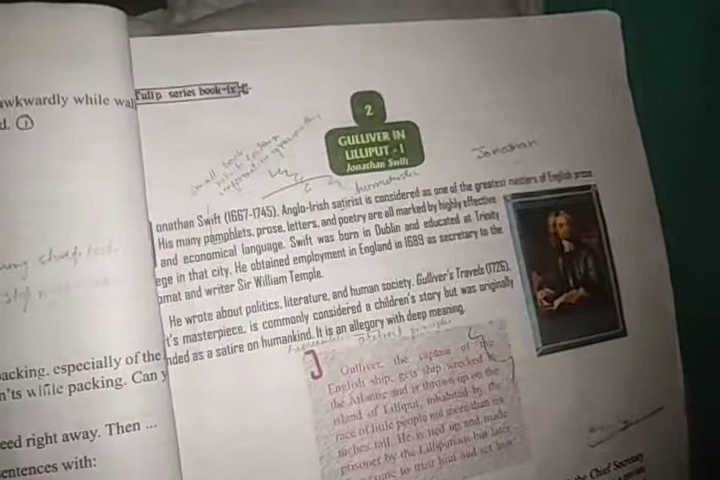 awkwardly while wal
d. 1
acking. especially of the
n'ts while packing. Can y
eed right away. Then ...
entences with:
Tulip series book-ix
2
GULLIVER IN
LILLIPUT - I
Jonathan Swift
Jonathan
small book
onathan Swift (1667-1745). Anglo-Irish satirist is considered as one of the greatest masters of English prose
His many pamphlets, prose, letters, and poetry are all marked by highly effective
and economical language. Swift was born in Dublin and educated at Trinity
ege in that city. He obtained employment in England in 1689 as secretary to the
omat and writer Sir William Temple.
He wrote about politics, literature, and human society. Gulliver's Travels (1726),
t's masterpiece, is commonly considered a children's story but was originally
nded as a satire on humankind. It is an allegory with deep meaning.
Gulliver, the captain of the
English ship, gets ship wrecked in
the Atlantic and is thrown up on the
island of Lilliput, inhabited by the
race of little people not more than six
inches tall. He is tied up and made
prisoner by the Lilliputians but later
the Chief Secretary